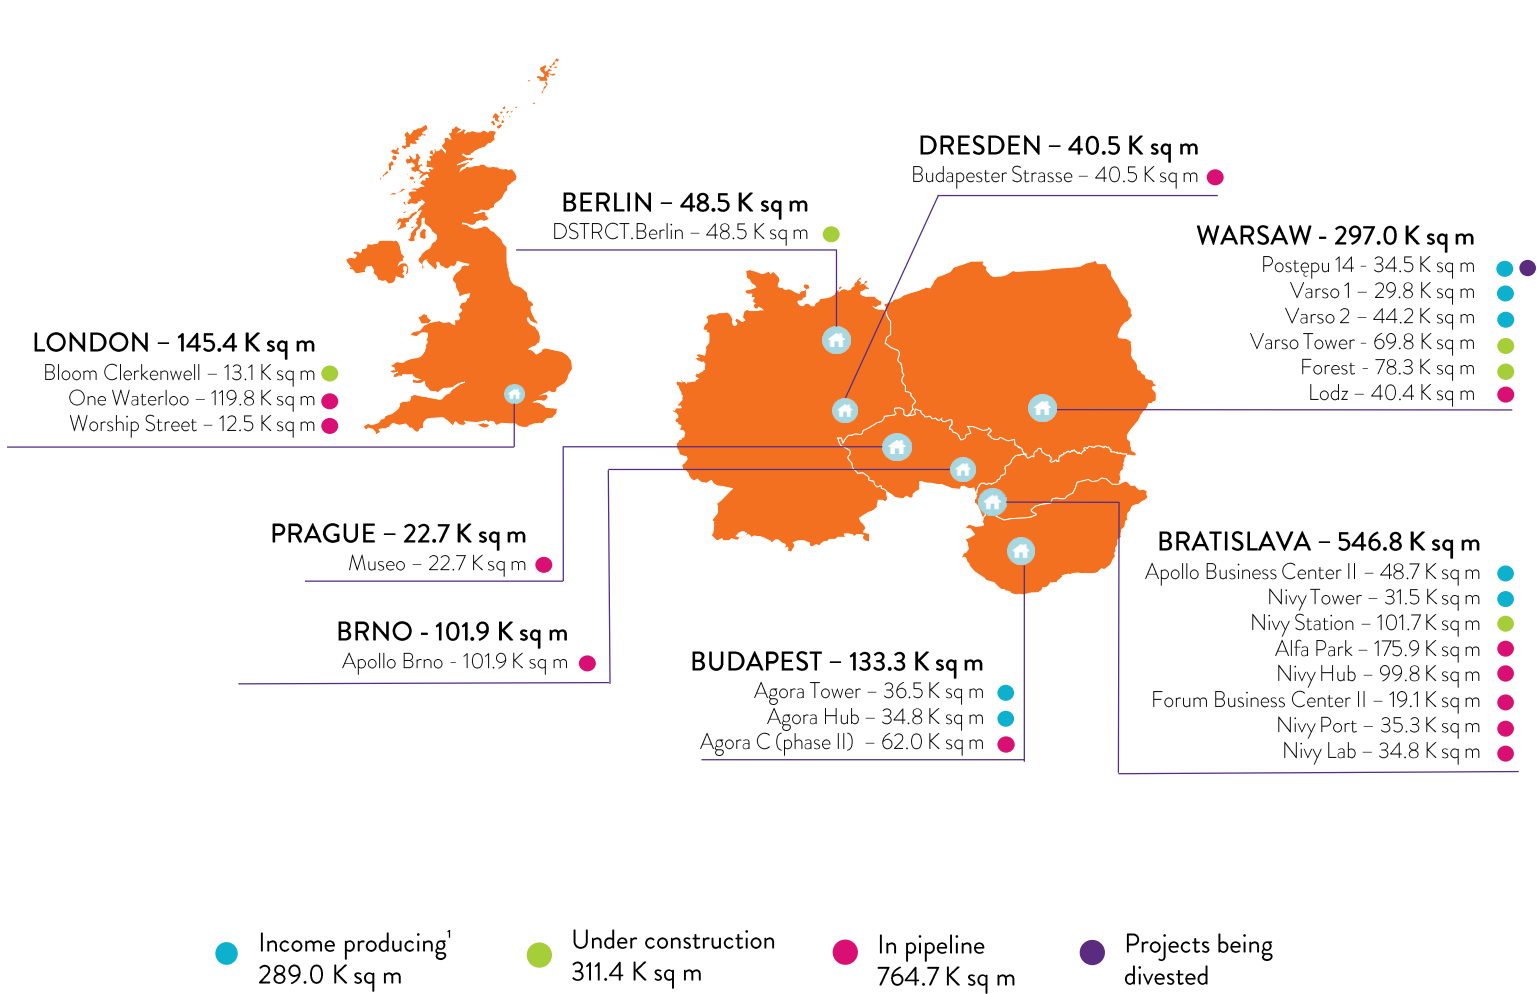 DRESDEN – 40.5 K sq m
Budapester Strasse – 40.5 K sq m
BERLIN – 48.5 K sq m
DSTRCT.Berlin – 48.5 K sq m
WARSAW - 297.0 K sq m
Postępu 14 - 34.5 K sq m
Varso 1 – 29.8 K sq m
Varso 2 – 44.2 K sq m
Varso Tower - 69.8 K sq m
Forest - 78.3 K sq m
Lodz – 40.4 K sq m
LONDON – 145.4 K sq m
Bloom Clerkenwell – 13.1 K sq m
One Waterloo – 119.8 K sq m
Worship Street – 12.5 K sq m
PRAGUE – 22.7 K sq m
Museo – 22.7 K sq m
BRNO - 101.9 K sq m
Apollo Brno - 101.9 K sq m
BUDAPEST – 133.3 K sq m
Agora Tower – 36.5 K sq m
Agora Hub – 34.8 K sq m
Agora C (phase II) – 62.0 K sq m
BRATISLAVA – 546.8 K sq m
Apollo Business Center II – 48.7 K sq m
Nivy Tower – 31.5 K sq m
Nivy Station – 101.7 K sq m
Alfa Park – 175.9 K sq m
Nivy Hub – 99.8 K sq m
Forum Business Center II – 19.1 K sq m
Nivy Port – 35.3 K sq m
Nivy Lab – 34.8 K sq m
Income producing¹
289.0 K sq m
Under construction
311.4 K sq m
In pipeline
764.7 K sq m
Projects being
divested